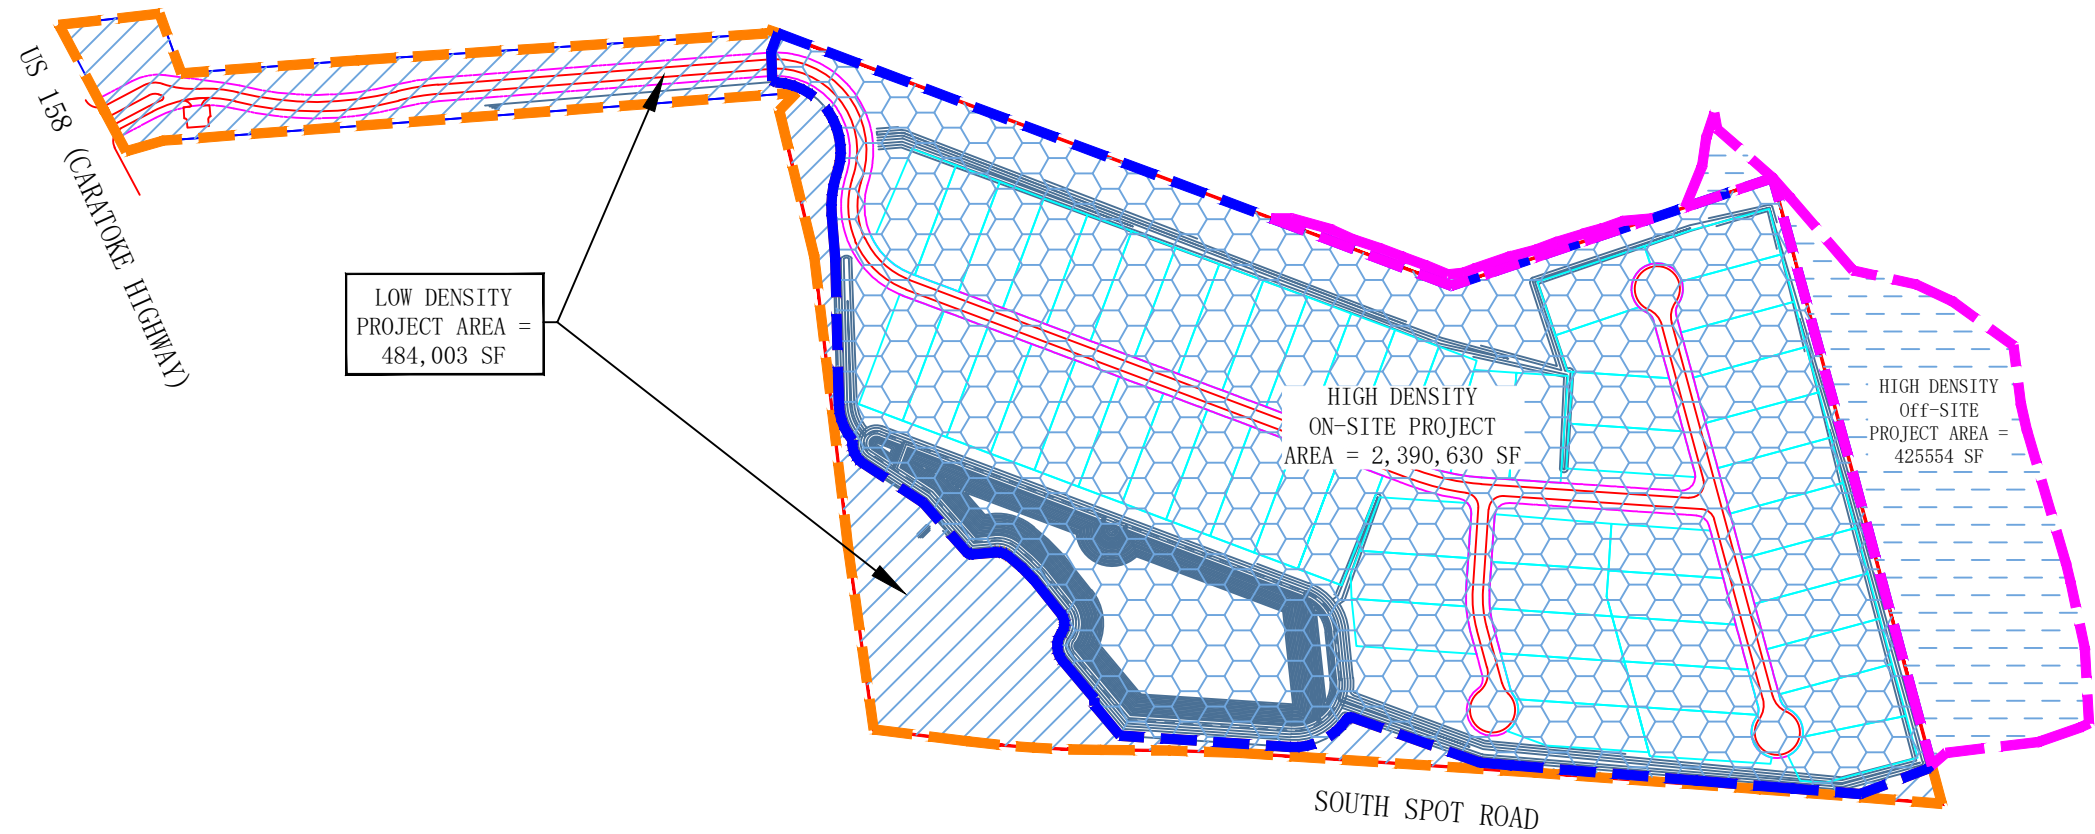 US 158 (CARATOKE HIGHWAY)
LOW DENSITY
PROJECT AREA =
484,003 SF
HIGH DENSITY
ON-SITE PROJECT
AREA = 2,390,630 SF
HIGH DENSITY
Off-SITE
PROJECT AREA =
425554 SF
SOUTH SPOT ROAD